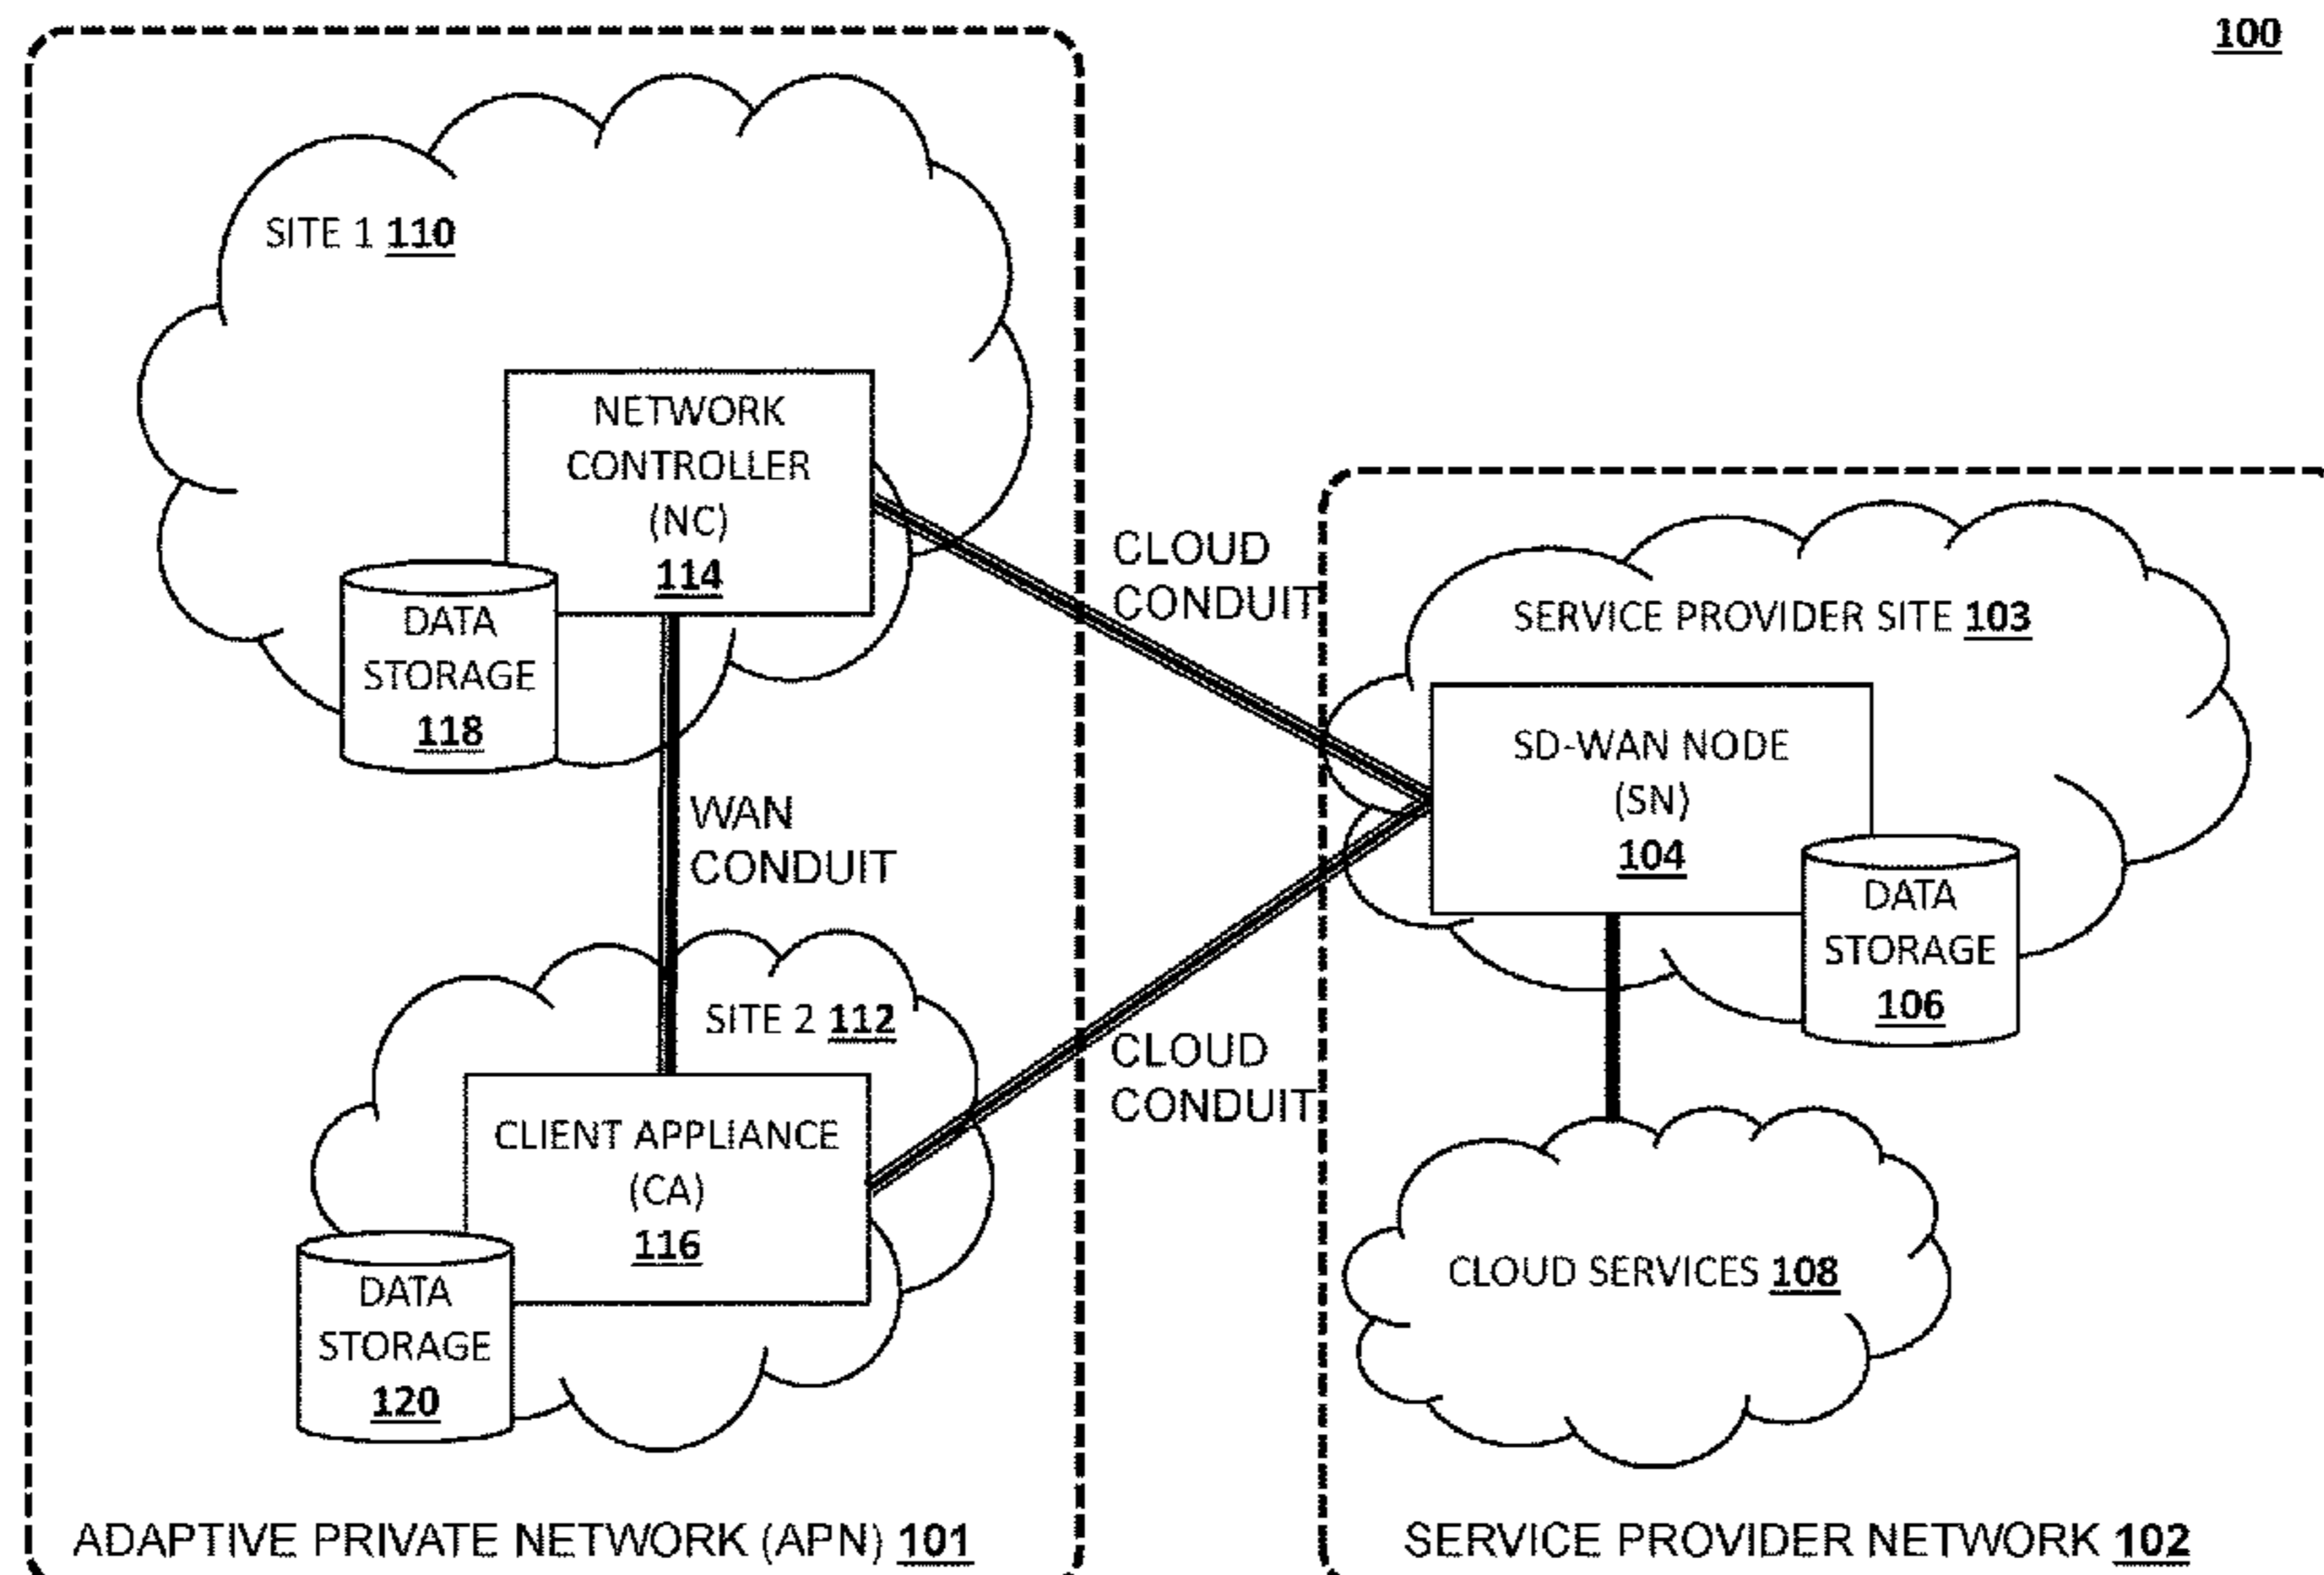 100
SITE 1 110
NETWORK
CONTROLLER
(NC)
114
DATA
STORAGE
118
WAN
CONDUIT
SITE 2 112
CLIENT APPLIANCE
(CA)
116
DATA
STORAGE
120
ADAPTIVE PRIVATE NETWORK (APN) 101
CLOUD
CONDUIT
CLOUD
CONDUIT
SERVICE PROVIDER SITE 103
SD-WAN NODE
(SN)
104
DATA
STORAGE
106
CLOUD SERVICES 108
SERVICE PROVIDER NETWORK 102